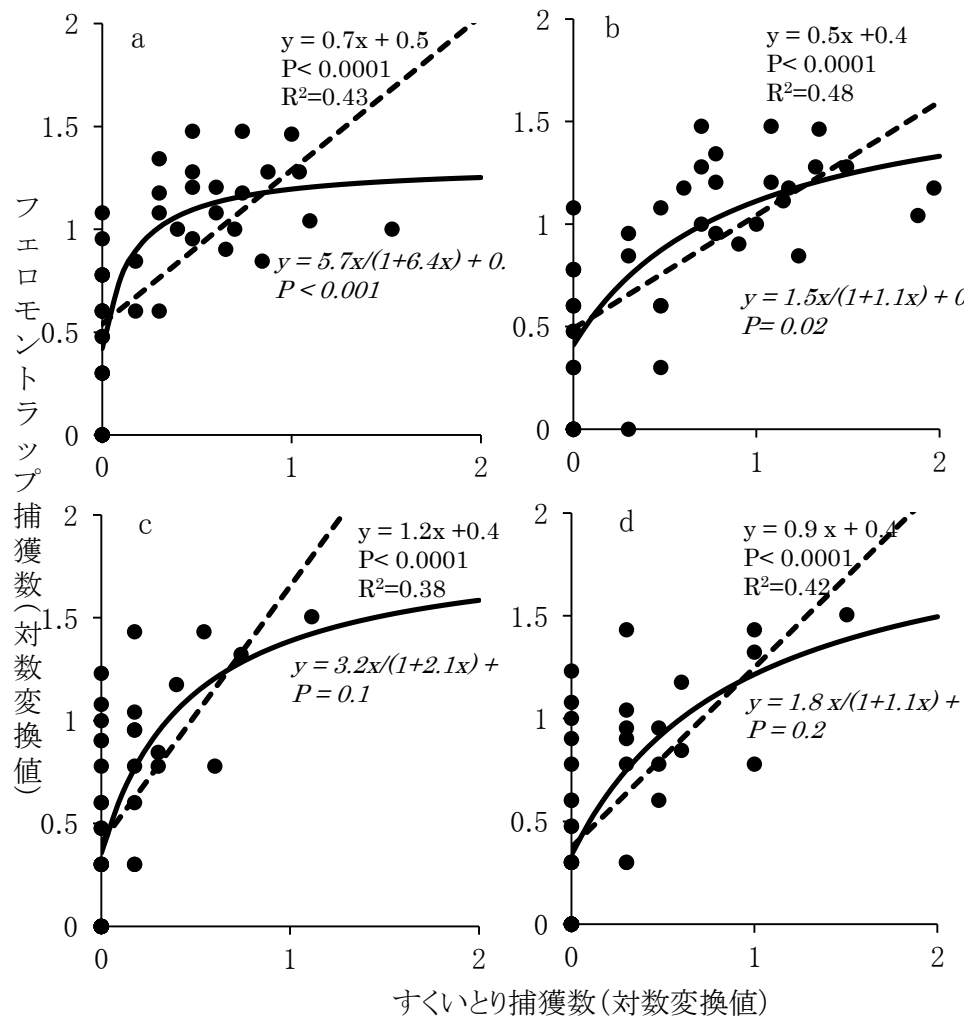 a
y = 0.7x + 0.5
P< 0.0001
R²=0.43
y = 5.7x/(1+6.4x) + 0.
P < 0.001
2
1.5
1
0.5
0
0
1
2
b
y = 0.5x +0.4
P< 0.0001
R²=0.48
y = 1.5x/(1+1.1x) + 0
P= 0.02
2
1.5
1
0.5
0
0
1
2
c
y = 1.2x +0.4
P< 0.0001
R²=0.38
y = 3.2x/(1+2.1x) +
P = 0.1
2
1.5
1
0.5
0
0
1
2
d
y = 0.9 x + 0.4
P< 0.0001
R²=0.42
y = 1.8 x/(1+1.1x) +
P = 0.2
2
1.5
1
0.5
0
0
1
2
フェロモントラップ捕獲数(対数変換値)
すくいとり捕獲数(対数変換値)